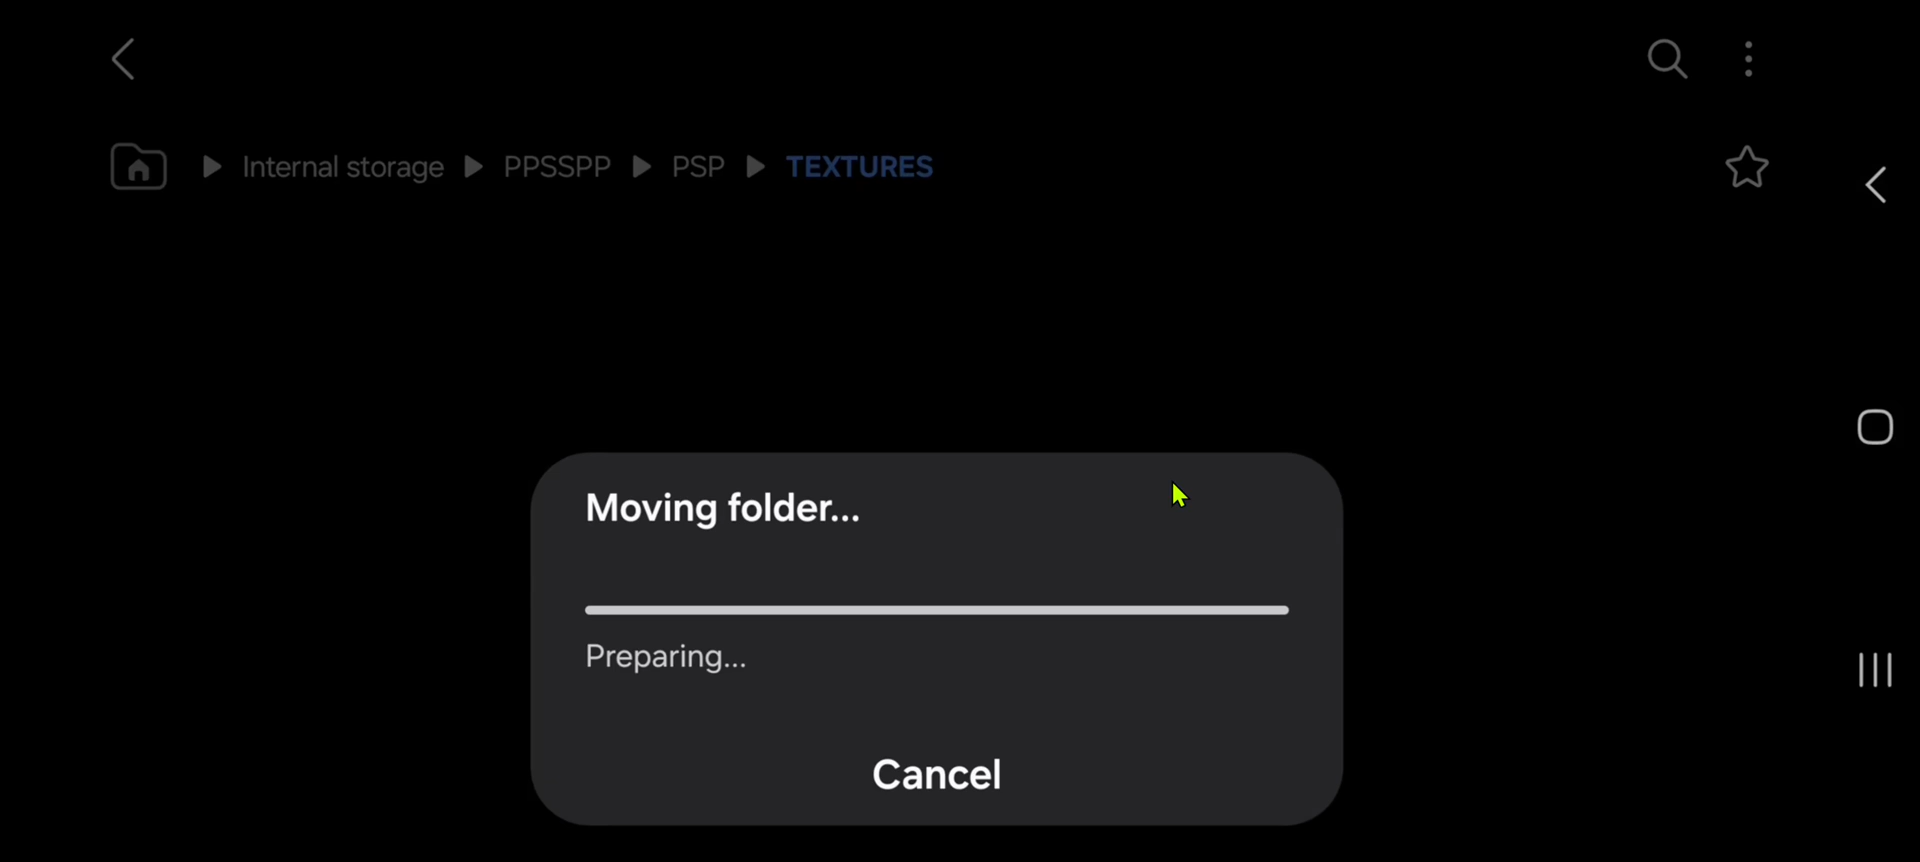 Internal storage PPSSPP PSP TEXTURES
Moving folder...
Preparing...
Cancel